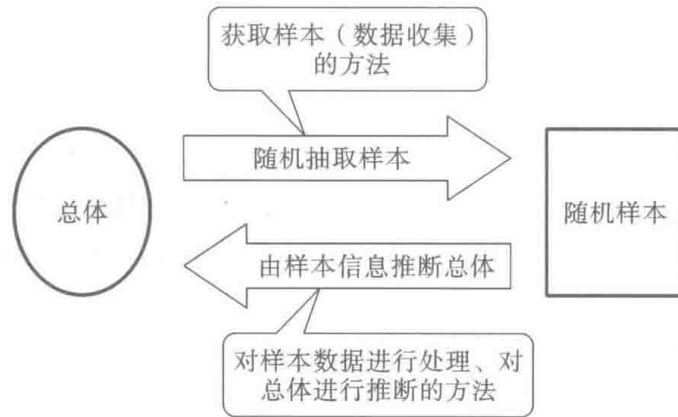 获取样本（数据收集）
的方法
随机抽取样本
总体
随机样本
由样本信息推断总体
对样本数据进行处理、对
总体进行推断的方法